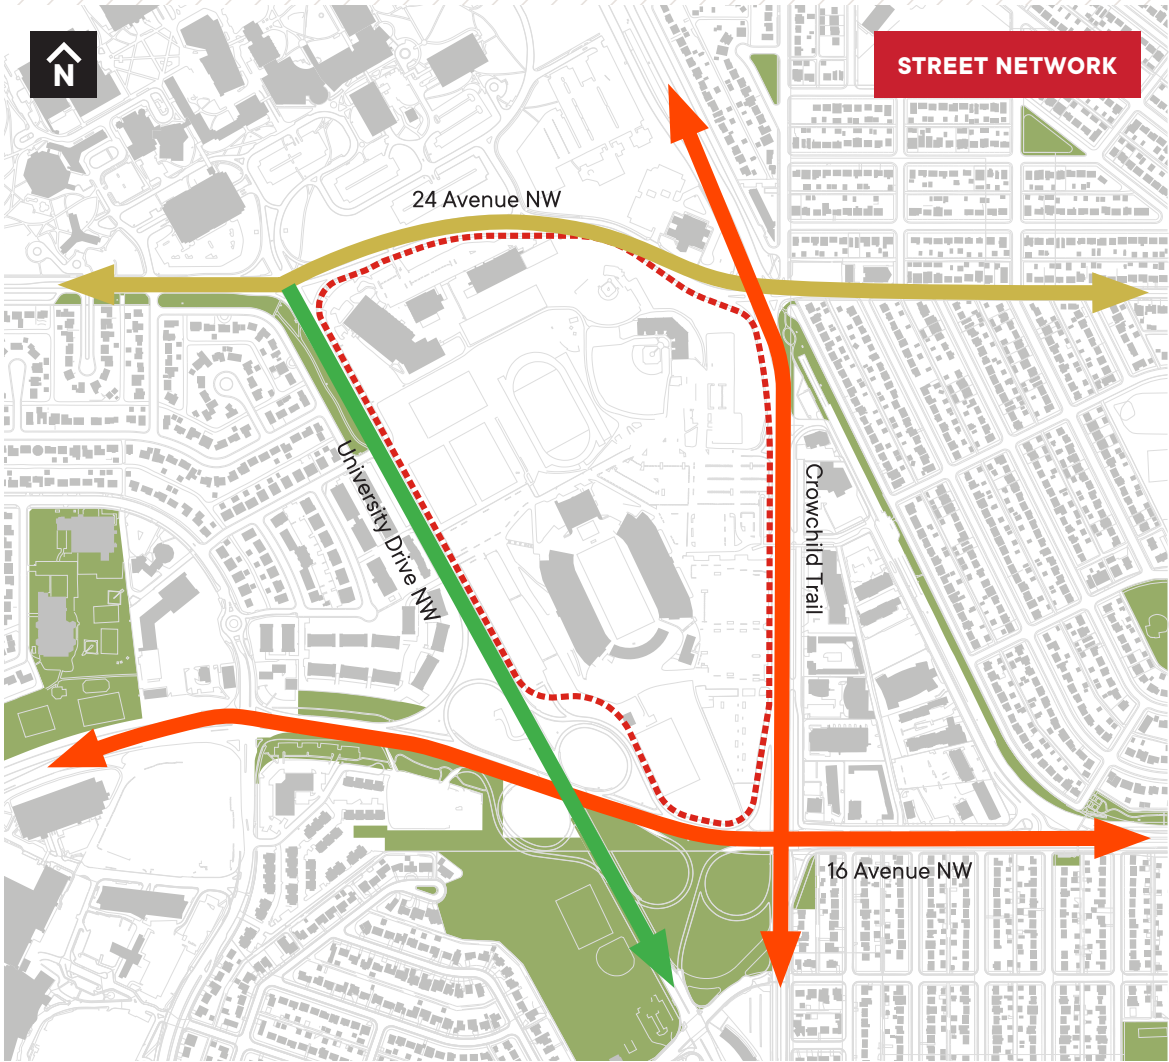 N
STREET NETWORK
24 Avenue NW
University Drive NW
Crowchild Trail
16 Avenue NW